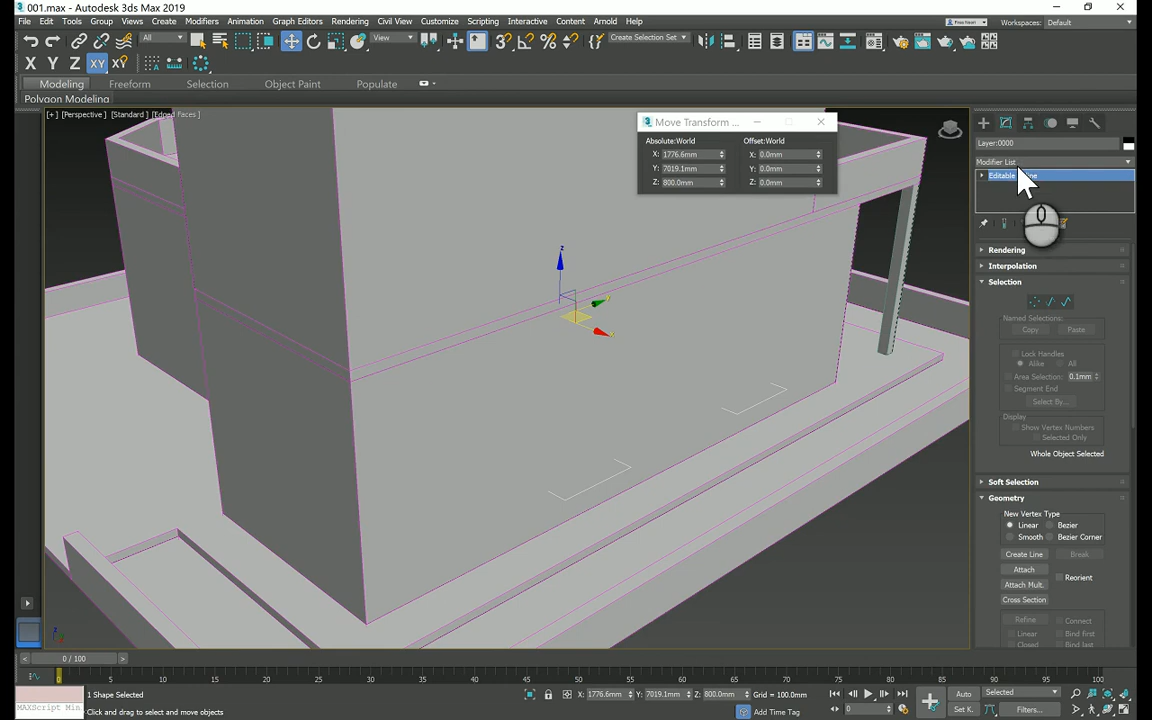 001.max - Autodesk 3ds Max 2019
File Edit Tools Group Views Create Modifiers Animation Graph Editors Rendering Civil View Customize Scripting Interactive Content Arnold Help
Workspaces: Default
All View Create Selection Set
X Y Z XY XY
Modeling Freeform Selection Object Paint Populate
Polygon Modeling
[+] [Perspective] [Standard] [Edged Faces]
Move Transform ...
Absolute:World Offset:World
X: 1776.6mm X: 0.0mm
Y: 7019.1mm Y: 0.0mm
Z: 800.0mm Z: 0.0mm
z
Layer:0000
Modifier List
Editable
Rendering
Interpolation
Selection
Named Selections:
Copy Paste
Lock Handles
Alike All
Area Selection: 0.1mm
Segment End
Select By...
Display
Show Vertex Numbers
Selected Only
Whole Object Selected
Soft Selection
Geometry
New Vertex Type
Linear Bezier
Smooth Bezier Corner
Create Line Break
Attach
Reorient
Attach Mult.
Cross Section
Refine Connect
Linear Bind first
Closed Bind last
0 / 100
0 5 10 15 20 25 30 35 40 45 50 55 60 65 70 75 80 85 90 95 100
1 Shape Selected
X: 1776.6mm Y: 7019.1mm Z: 800.0mm Grid = 100.0mm
Auto Selected
MAXScript Min
Click and drag to select and move objects
Add Time Tag
0
Set K. Filters...